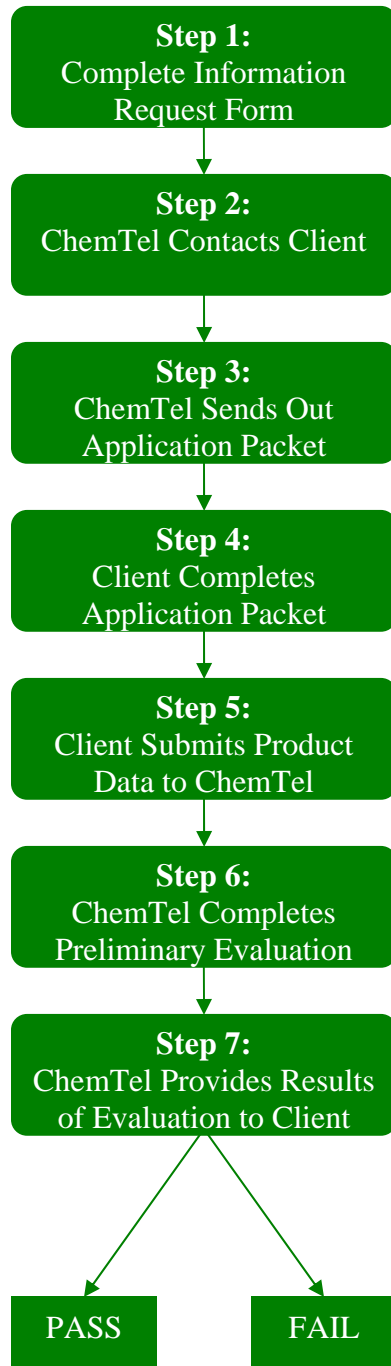 Step 1:
Complete Information
Request Form
Step 2:
ChemTel Contacts Client
Step 3:
ChemTel Sends Out
Application Packet
Step 4:
Client Completes
Application Packet
Step 5:
Client Submits Product
Data to ChemTel
Step 6:
ChemTel Completes
Preliminary Evaluation
Step 7:
ChemTel Provides Results
of Evaluation to Client
PASS
FAIL